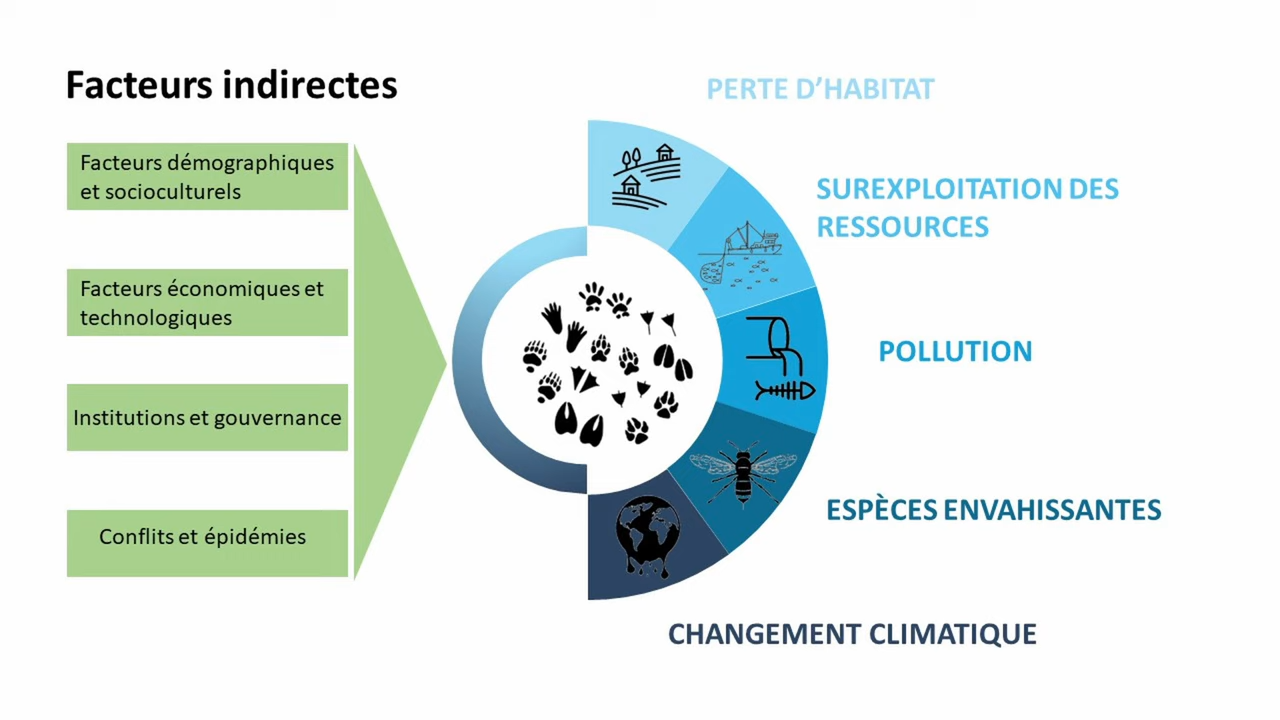 Facteurs indirectes
Facteurs démographiques
et socioculturels
Facteurs économiques et
technologiques
Institutions et gouvernance
Conflits et épidémies
PERTE D’HABITAT
SUREXPLOITATION DES
RESSOURCES
POLLUTION
ESPÈCES ENVAHISSANTES
CHANGEMENT CLIMATIQUE